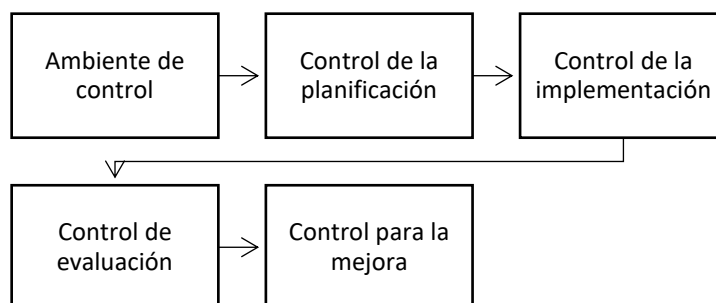 Ambiente de
control
Control de la
planificación
Control de la
implementación
Control de
evaluación
Control para la
mejora